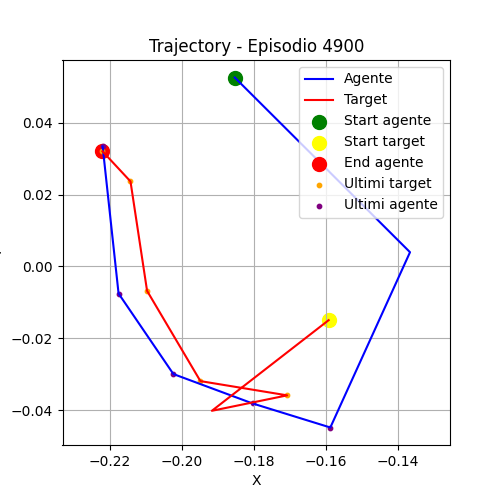 Trajectory - Episodio 4900
Agente
Target
Start agente
Start target
End agente
Ultimi target
Ultimi agente
0.04
0.02
0.00
−0.02
−0.04
−0.22
−0.20
−0.18
−0.16
−0.14
X